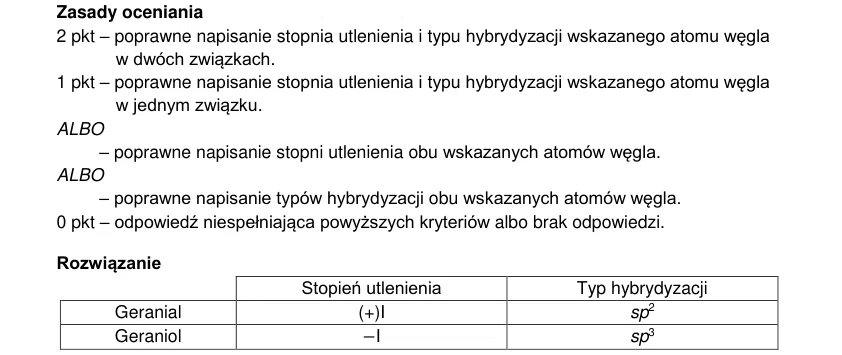 Zasady oceniania
2 pkt – poprawne napisanie stopnia utlenienia i typu hybrydyzacji wskazanego atomu węgla
w dwóch związkach.
1 pkt – poprawne napisanie stopnia utlenienia i typu hybrydyzacji wskazanego atomu węgla
w jednym związku.
ALBO
– poprawne napisanie stopni utlenienia obu wskazanych atomów węgla.
ALBO
– poprawne napisanie typów hybrydyzacji obu wskazanych atomów węgla.
0 pkt – odpowiedź niespełniająca powyższych kryteriów albo brak odpowiedzi.
Rozwiązanie
Stopień utlenienia Typ hybrydyzacji
Geranial (+)I sp²
Geraniol –I sp³